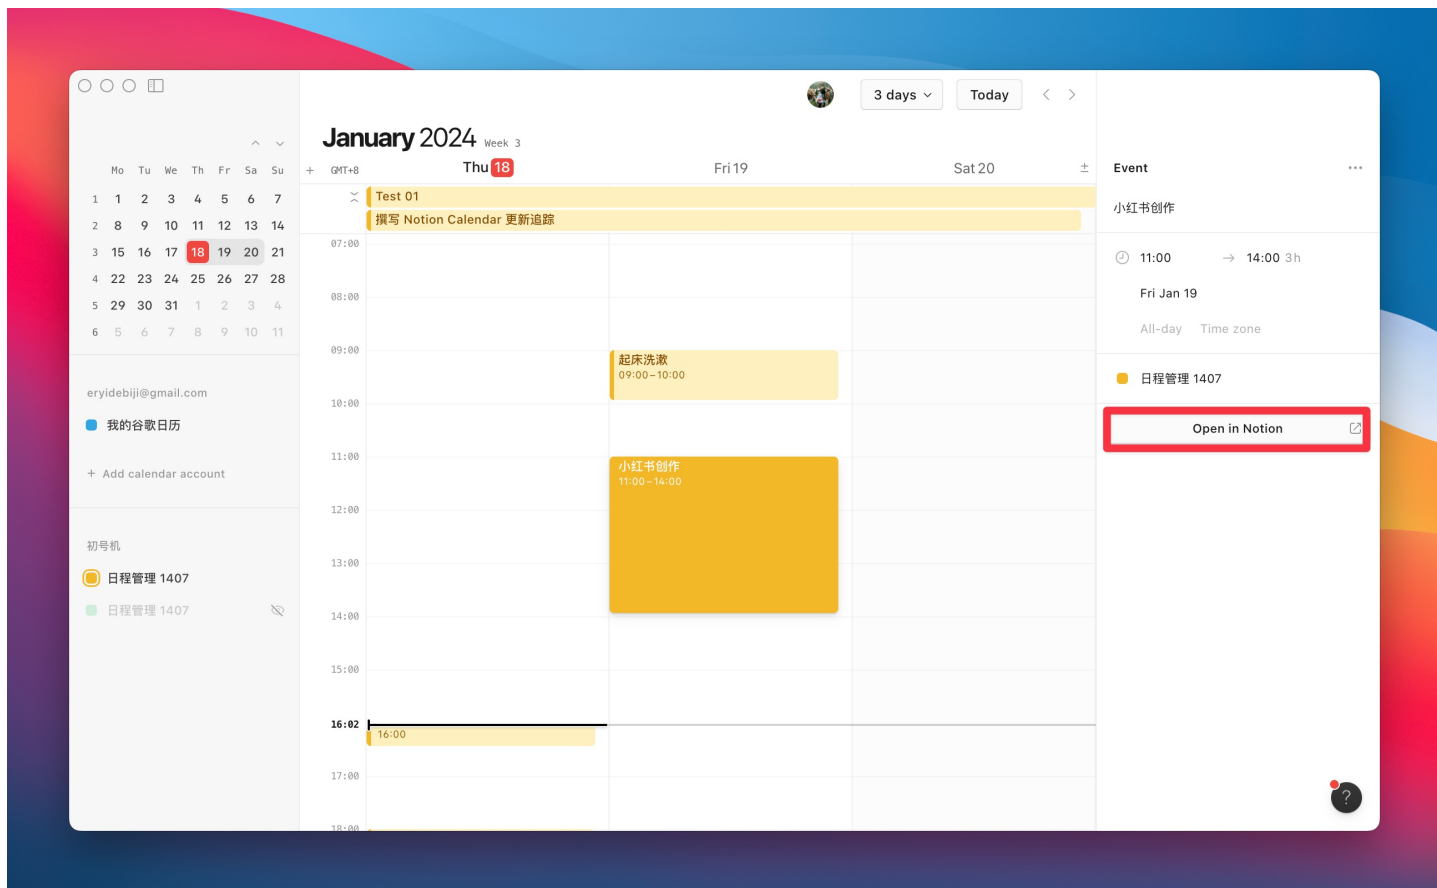 3 days
Today
January 2024 Week 3
Mo Tu We Th Fr Sa Su
1 1 2 3 4 5 6 7
2 8 9 10 11 12 13 14
3 15 16 17 18 19 20 21
4 22 23 24 25 26 27 28
5 29 30 31 1 2 3 4
6 5 6 7 8 9 10 11
eryidebiji@gmail.com
我的谷歌日历
+ Add calendar account
初号机
日程管理 1407
日程管理 1407
+ GMT+8 Thu 18 Fri 19 Sat 20 ±
Test 01
撰写 Notion Calendar 更新追踪
07:00
08:00
09:00
起床洗漱
09:00–10:00
10:00
11:00
小红书创作
11:00–14:00
12:00
13:00
14:00
15:00
16:02
16:00
17:00
18:00
Event ...
小红书创作
11:00 → 14:00 3h
Fri Jan 19
All-day Time zone
日程管理 1407
Open in Notion
?